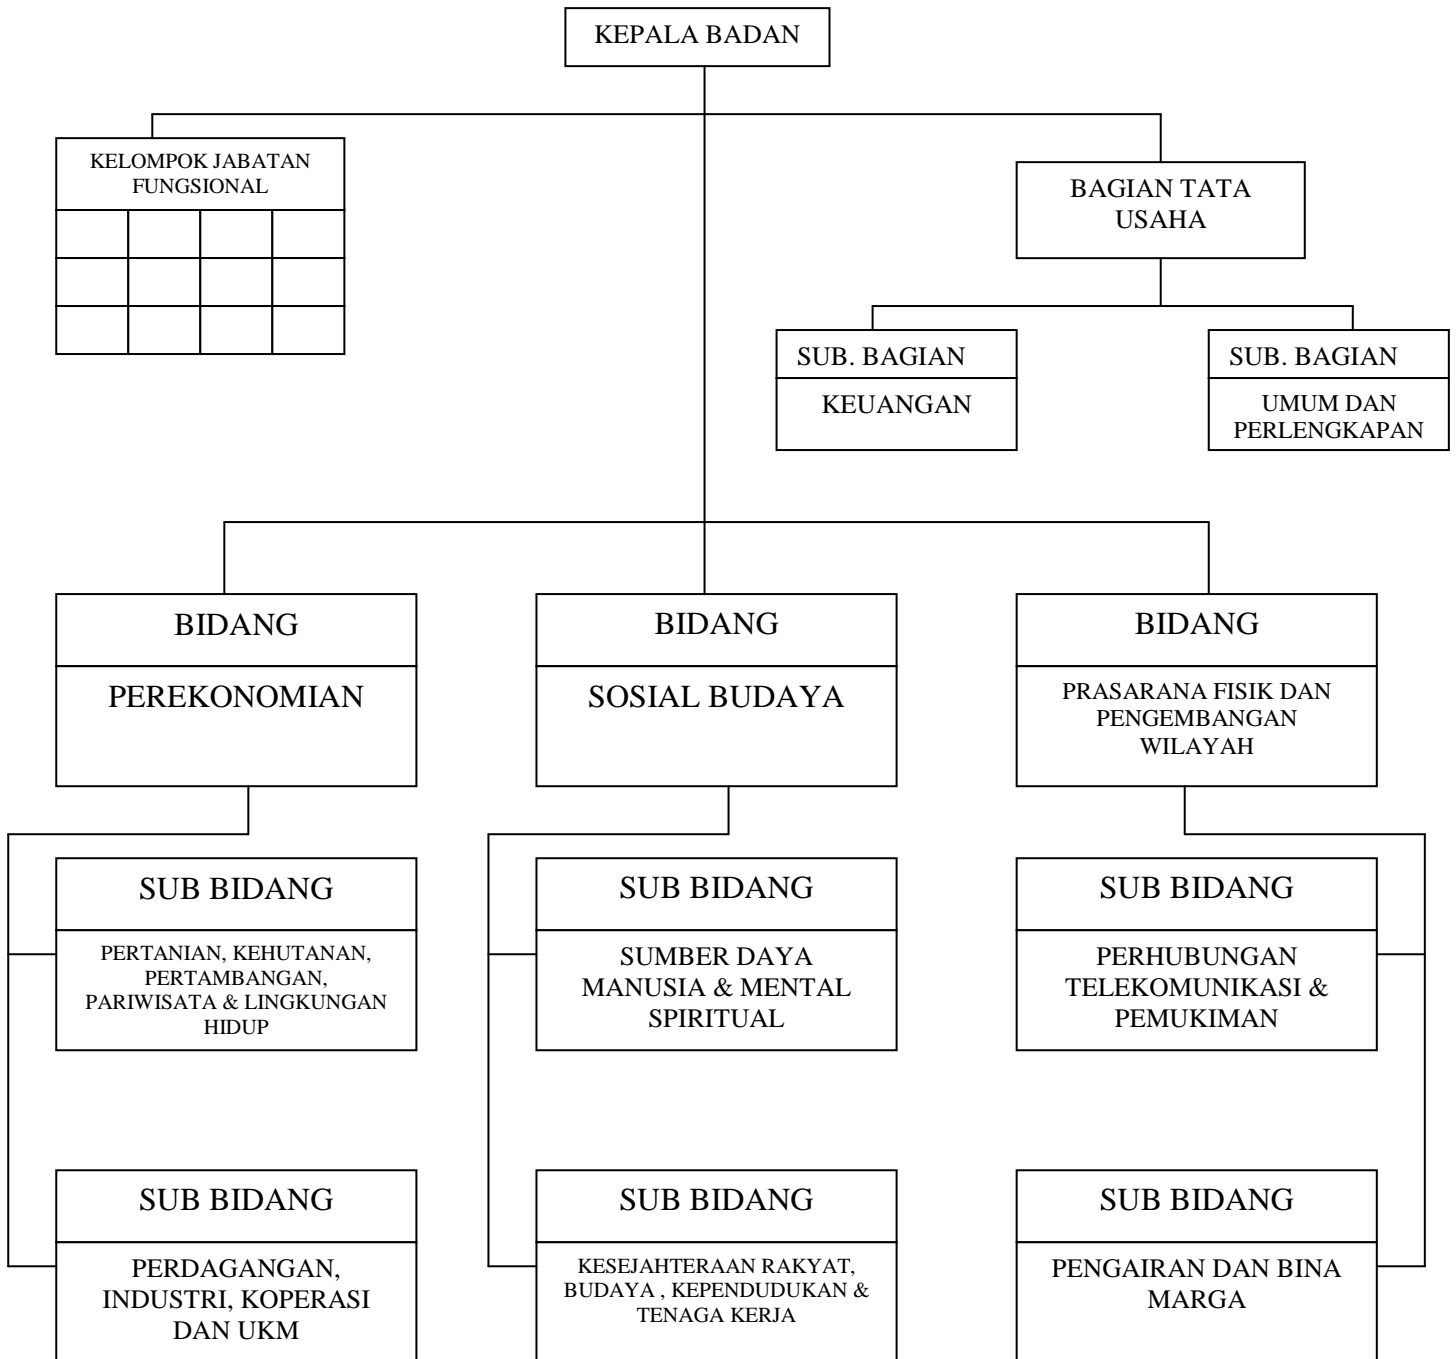 KEPALA BADAN
KELOMPOK JABATAN
FUNGSIONAL
BAGIAN TATA
USAHA
SUB. BAGIAN
KEUANGAN
SUB. BAGIAN
UMUM DAN
PERLENGKAPAN
BIDANG
PEREKONOMIAN
BIDANG
SOSIAL BUDAYA
BIDANG
PRASARANA FISIK DAN
PENGEMBANGAN
WILAYAH
SUB BIDANG
PERTANIAN, KEHUTANAN,
PERTAMBANGAN,
PARIWISATA & LINGKUNGAN
HIDUP
SUB BIDANG
SUMBER DAYA
MANUSIA & MENTAL
SPIRITUAL
SUB BIDANG
PERHUBUNGAN
TELEKOMUNIKASI &
PEMUKIMAN
SUB BIDANG
PERDAGANGAN,
INDUSTRI, KOPERASI
DAN UKM
SUB BIDANG
KESEJAHTERAAN RAKYAT,
BUDAYA , KEPENDUDUKAN &
TENAGA KERJA
SUB BIDANG
PENGAIRAN DAN BINA
MARGA